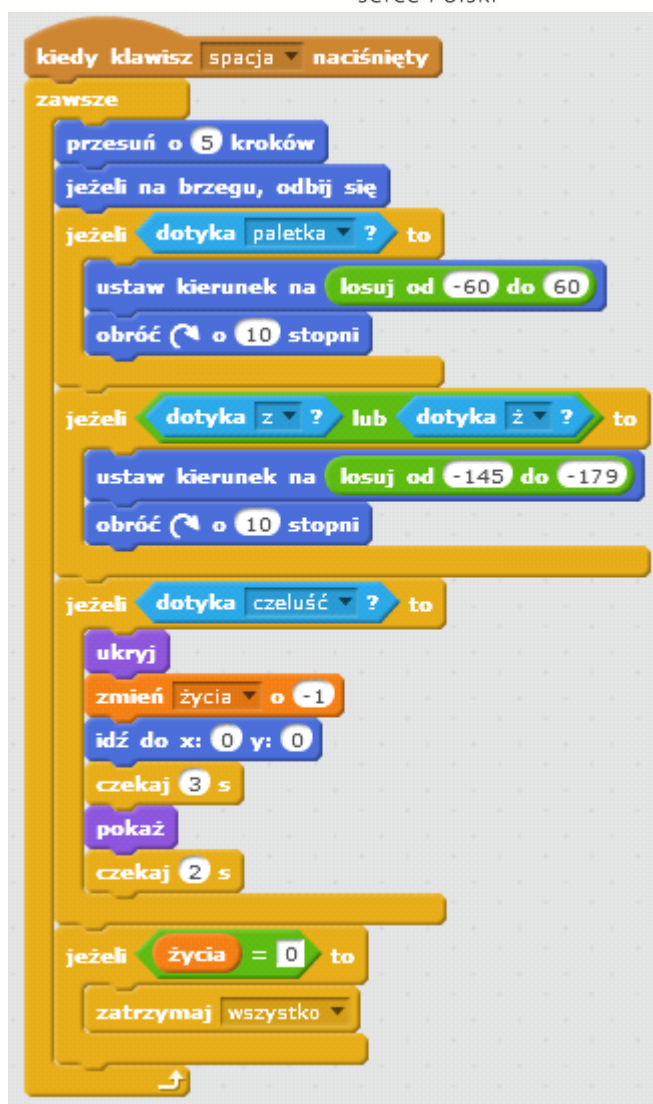 SERCE POLSKI
kiedy klawisz spacja naciśnięty
zawsze
przesuń o 5 kroków
jeżeli na brzegu, odbij się
jeżeli dotyka paletka ? to
ustaw kierunek na losuj od -60 do 60
obróć o 10 stopni
jeżeli dotyka z ? lub dotyka ż ? to
ustaw kierunek na losuj od -145 do -179
obróć o 10 stopni
jeżeli dotyka czeluść ? to
ukryj
zmień życia o -1
idź do x: 0 y: 0
czekaj 3 s
pokaż
czekaj 2 s
jeżeli życia = 0 to
zatrzymaj wszystko